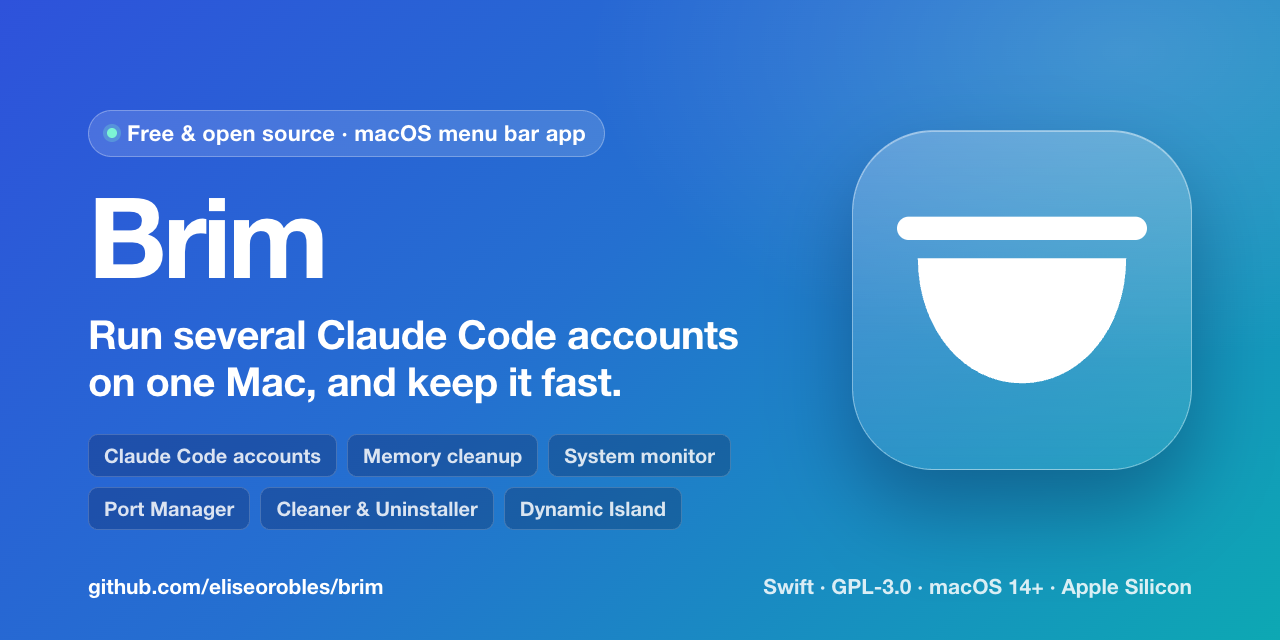 Free & open source · macOS menu bar app
Brim
Run several Claude Code accounts
on one Mac, and keep it fast.
Claude Code accounts
Memory cleanup
System monitor
Port Manager
Cleaner & Uninstaller
Dynamic Island
github.com/eliseorobles/brim
Swift · GPL-3.0 · macOS 14+ · Apple Silicon